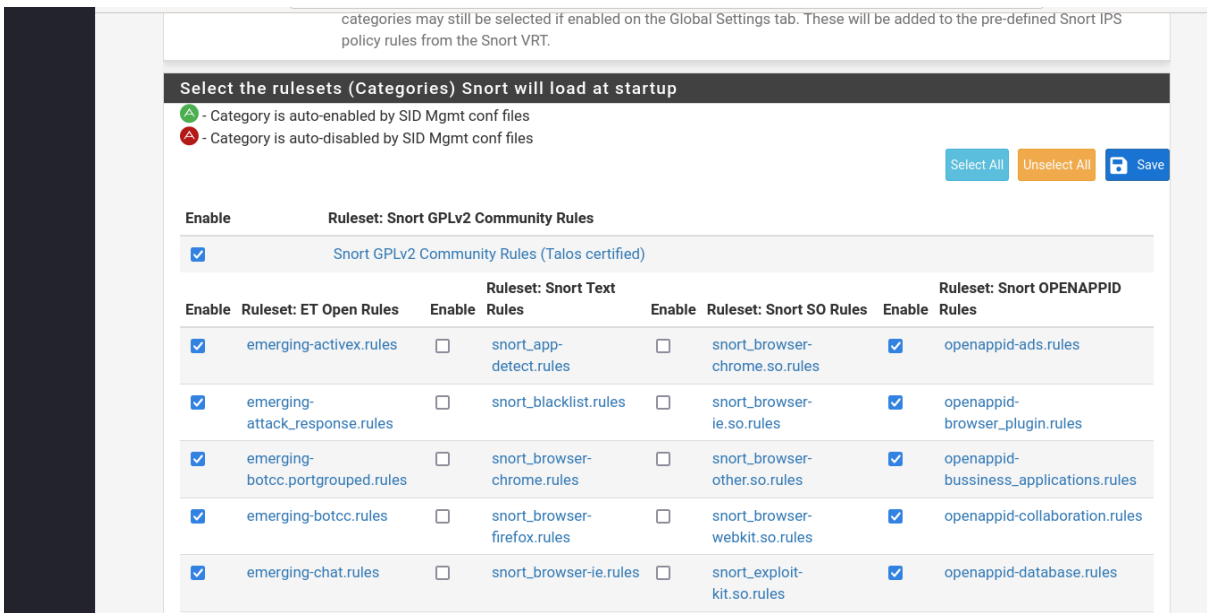 categories may still be selected if enabled on the Global Settings tab. These will be added to the pre-defined Snort IPS
policy rules from the Snort VRT.
Select the rulesets (Categories) Snort will load at startup
A - Category is auto-enabled by SID Mgmt conf files
A - Category is auto-disabled by SID Mgmt conf files
Select All Unselect All Save
Enable Ruleset: Snort GPLv2 Community Rules
Snort GPLv2 Community Rules (Talos certified)
Ruleset: Snort Text Ruleset: Snort OPENAPPID
Enable Ruleset: ET Open Rules Enable Rules Enable Ruleset: Snort SO Rules Enable Rules
emerging-activex.rules snort_app- snort_browser- openappid-ads.rules
detect.rules chrome.so.rules
emerging- snort_blacklist.rules snort_browser- openappid-
attack_response.rules ie.so.rules browser_plugin.rules
emerging- snort_browser- snort_browser- openappid-
botcc.portgrouped.rules chrome.rules other.so.rules bussiness_applications.rules
emerging-botcc.rules snort_browser- snort_browser- openappid-collaboration.rules
firefox.rules webkit.so.rules
emerging-chat.rules snort_browser-ie.rules snort_exploit- openappid-database.rules
kit.so.rules